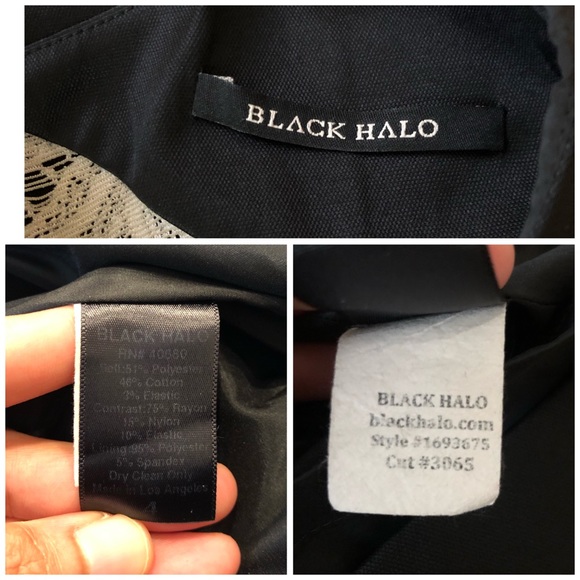 BLACK HALO
BLACK HALO
RN# 40680
Self:51% Polyester
46% Cotton
3% Elastic
Contrast:75% Rayon
15% Nylon
10% Elastic
Lining:95% Polyester
5% Spandex
Dry Clean Only
Made in Los Angeles
4
BLACK HALO
blackhalo.com
Style #1693675
Cut #3065